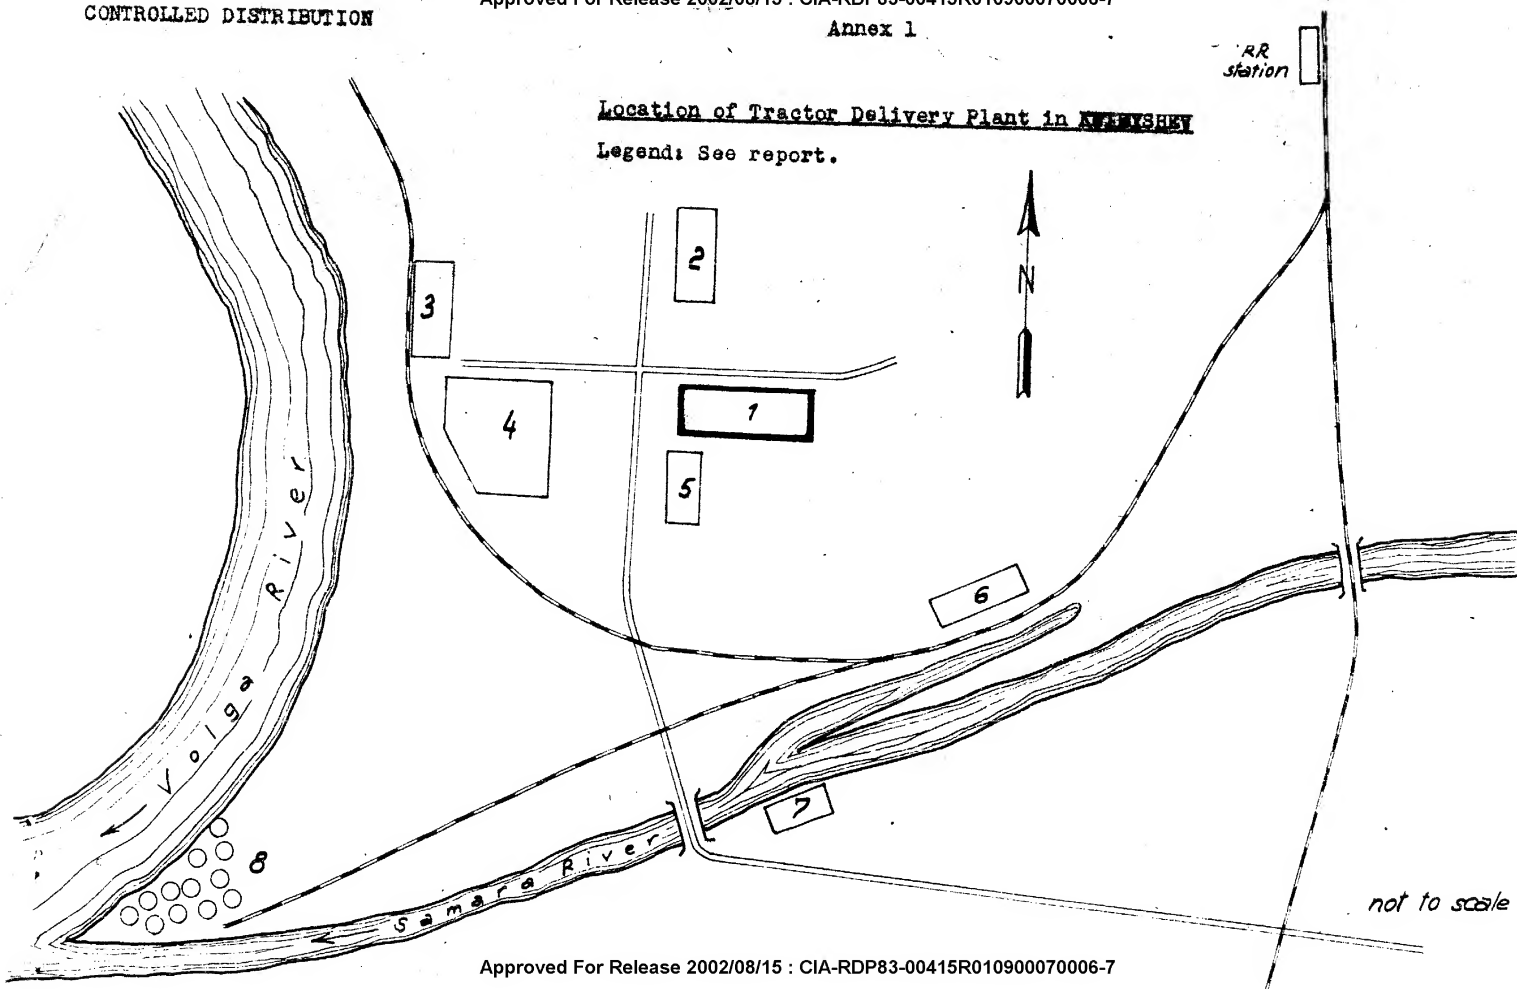 CONTROLLED DISTRIBUTION
Approved For Release 2002/08/15 : CIA-RDP83-00415R010900070006-7
Annex 1
RR
station
Location of Tractor Delivery Plant in KUIBYSHEV
Legend: See report.
N
2
3
1
4
5
6
7
8
Volga River
Samara River
not to scale
Approved For Release 2002/08/15 : CIA-RDP83-00415R010900070006-7